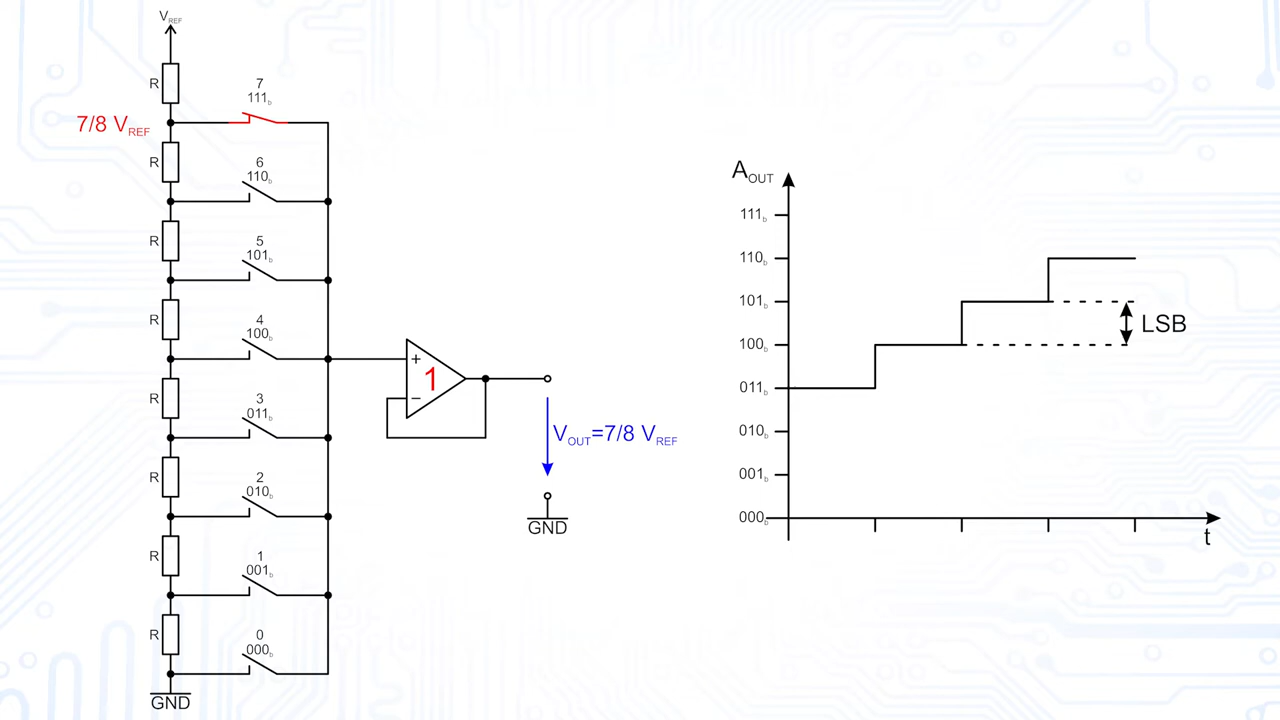 VREF
R
7
111b
7/8 VREF
R
6
110b
R
5
101b
R
4
100b
R
3
011b
R
2
010b
R
1
001b
R
0
000b
GND
+
1
−
VOUT=7/8 VREF
GND
AOUT
111b
110b
101b
LSB
100b
011b
010b
001b
000b
t